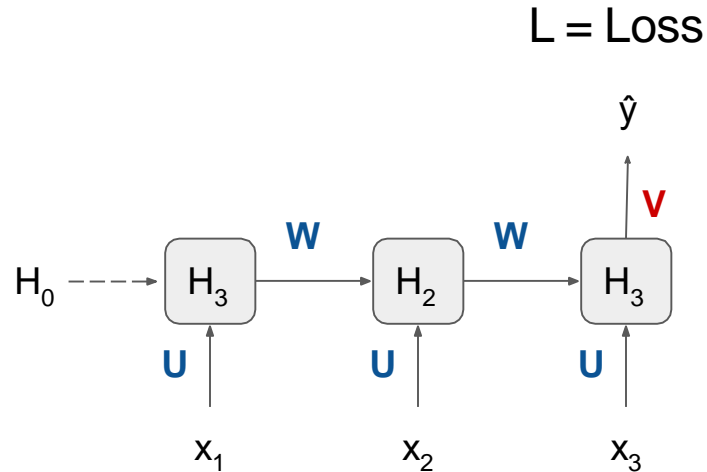 L = Loss
ŷ
V
W W
H₀ H₃ H₂ H₃
U U U
x₁ x₂ x₃